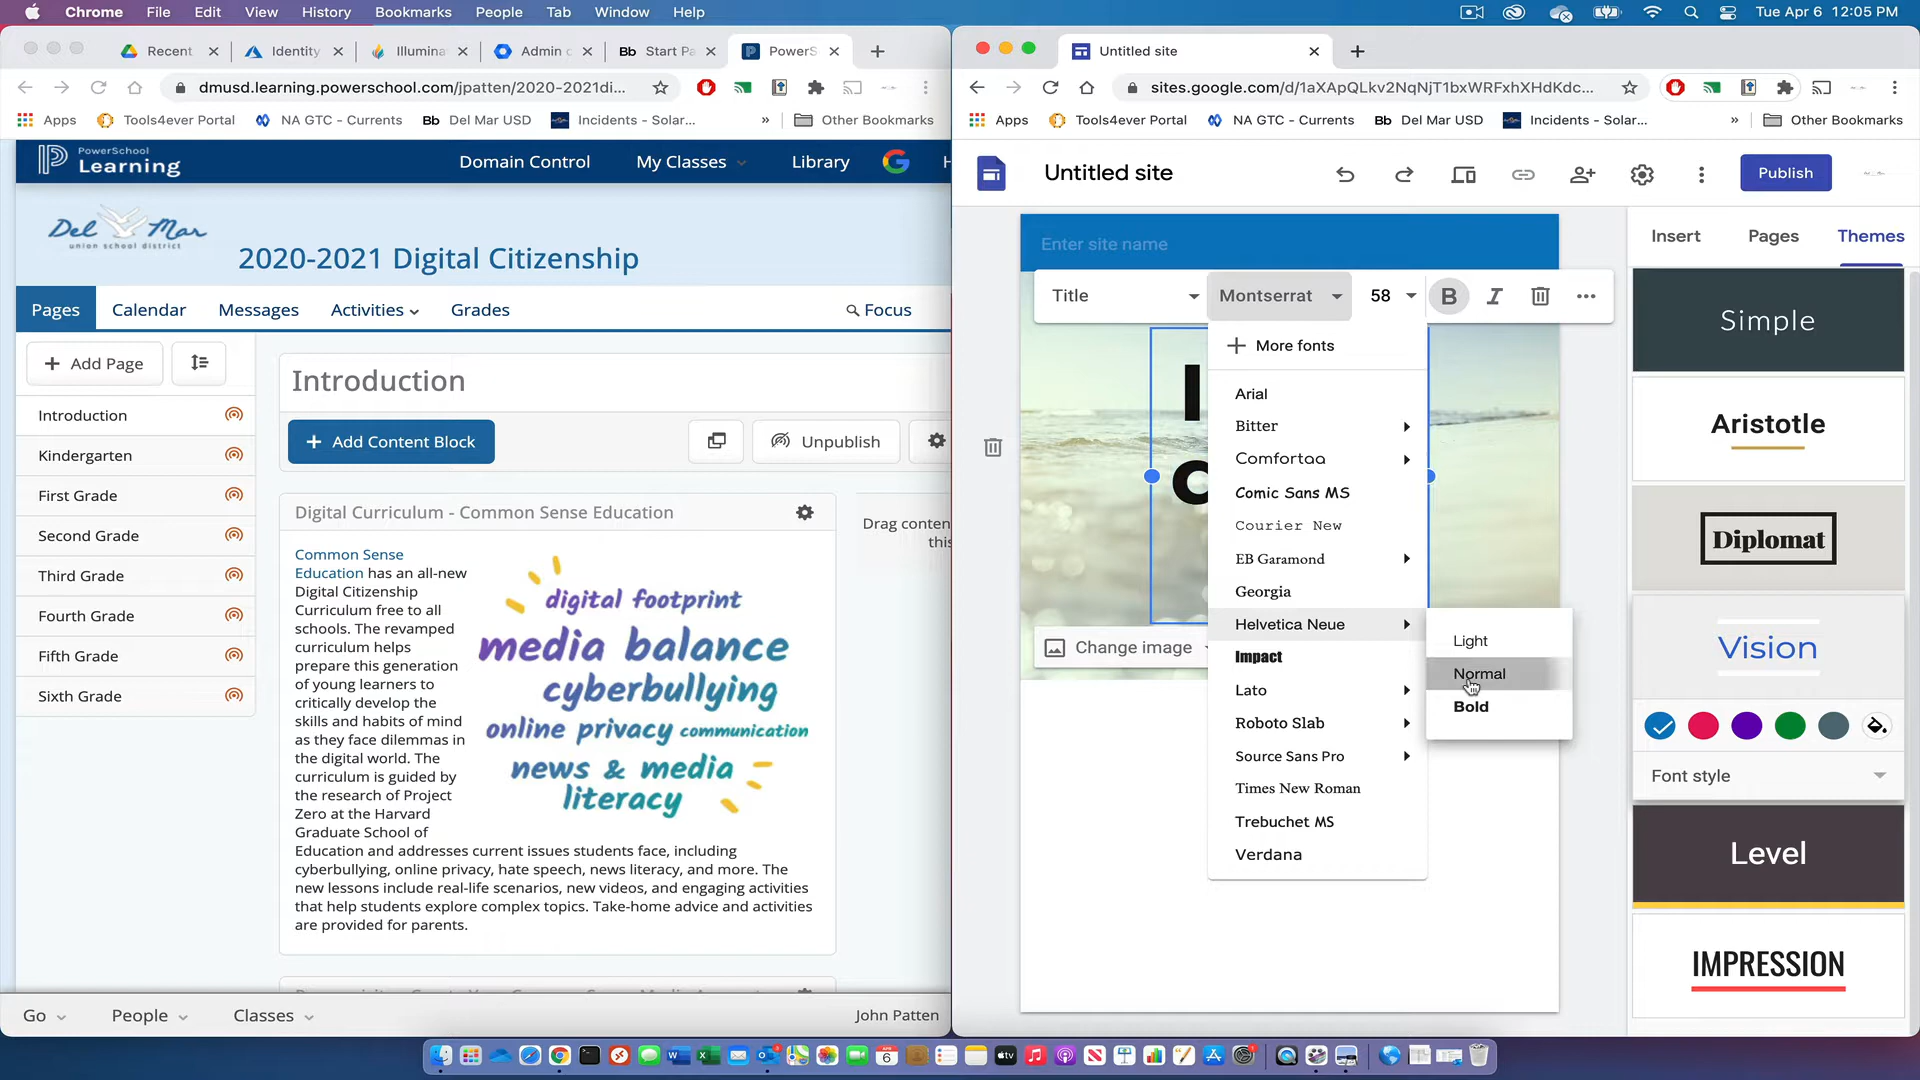 Chrome File Edit View History Bookmarks People Tab Window Help Tue Apr 6 12:05 PM
Recent Identity Illumina Admin c Bb Start Pa PowerS
dmusd.learning.powerschool.com/jpatten/2020-2021di...
Apps Tools4ever Portal NA GTC - Currents Bb Del Mar USD Incidents - Solar... » Other Bookmarks
PowerSchool
Learning
Domain Control My Classes Library H
Del Mar
union school district
2020-2021 Digital Citizenship
Pages Calendar Messages Activities Grades Focus
Add Page
Introduction
Kindergarten
First Grade
Second Grade
Third Grade
Fourth Grade
Fifth Grade
Sixth Grade
Introduction
Add Content Block Unpublish
Digital Curriculum - Common Sense Education
Drag conten
this
Common Sense
Education has an all-new
Digital Citizenship
Curriculum free to all
schools. The revamped
curriculum helps
prepare this generation
of young learners to
critically develop the
skills and habits of mind
as they face dilemmas in
the digital world. The
curriculum is guided by
the research of Project
Zero at the Harvard
Graduate School of
Education and addresses current issues students face, including
cyberbullying, online privacy, hate speech, news literacy, and more. The
new lessons include real-life scenarios, new videos, and engaging activities
that help students explore complex topics. Take-home advice and activities
are provided for parents.
digital footprint
media balance
cyberbullying
online privacy communication
news & media
literacy
Go People Classes John Patten
Untitled site
sites.google.com/d/1aXApQLkv2NqNjT1bxWRFxhXHdKdc...
Apps Tools4ever Portal NA GTC - Currents Bb Del Mar USD Incidents - Solar... » Other Bookmarks
Untitled site Publish
Enter site name
Title Montserrat 58 B I
More fonts
Arial
Bitter
Comfortaa
Comic Sans MS
Courier New
EB Garamond
Georgia
Helvetica Neue
Impact
Lato
Roboto Slab
Source Sans Pro
Times New Roman
Trebuchet MS
Verdana
Light
Normal
Bold
Change image
Insert Pages Themes
Simple
Aristotle
Diplomat
Vision
Font style
Level
IMPRESSION